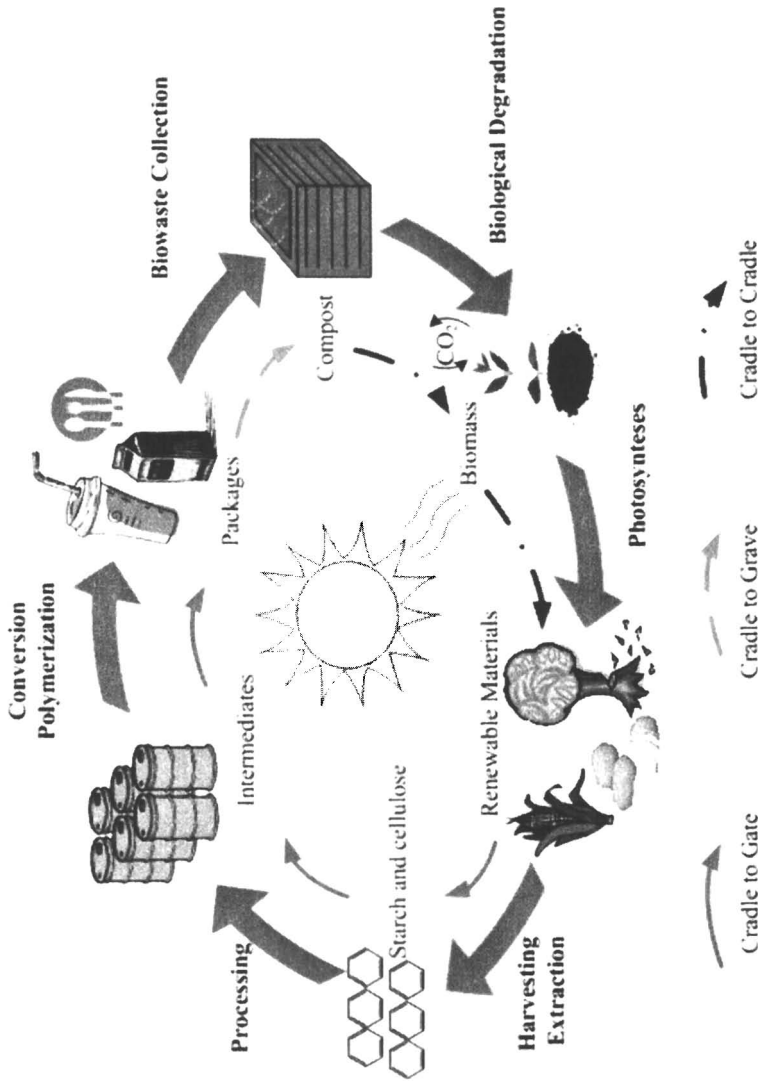 Conversion
Polymerization
Biowaste Collection
Packages
Intermediates
Processing
Compost
Starch and cellulose
Biological Degradation
CO2
Biomass
Renewable Materials
Harvesting
Extraction
Photosynteses
Cradle to Gate
Cradle to Grave
Cradle to Cradle